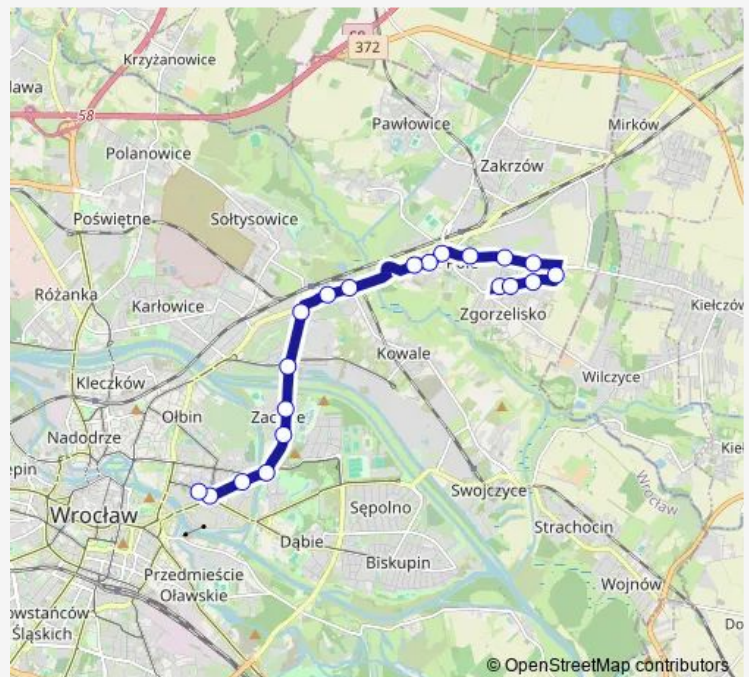 Krzyżanowice
372
58
Pawłowice
Mirków
Polanowice
Zakrzów
Poświętne
Sołtysowice
Różanka
Karłowice
Zgorzelisko
Kowale
Kleczków
Wilczyce
Ołbin
Nadodrze
Swojczyce
Wrocław
Sępolno
Wrocław
Strachocin
Dąbie
Biskupin
Przedmieście
Oławskie
Wojnów
Śląskich
© OpenStreetMap contributors